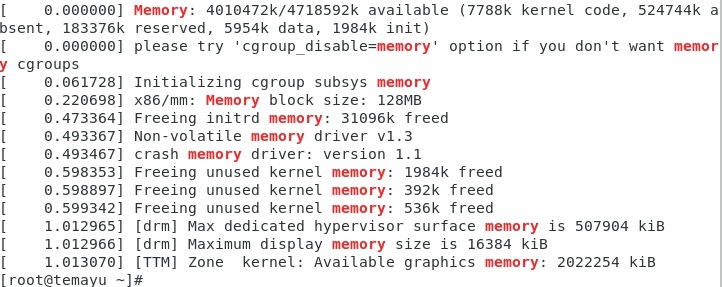 [    0.000000] Memory: 4010472k/4718592k available (7788k kernel code, 524744k a
bsent, 183376k reserved, 5954k data, 1984k init)
[    0.000000] please try 'cgroup_disable=memory' option if you don't want memor
y cgroups
[    0.061728] Initializing cgroup subsys memory
[    0.220698] x86/mm: Memory block size: 128MB
[    0.473364] Freeing initrd memory: 31096k freed
[    0.493367] Non-volatile memory driver v1.3
[    0.493467] crash memory driver: version 1.1
[    0.598353] Freeing unused kernel memory: 1984k freed
[    0.598897] Freeing unused kernel memory: 392k freed
[    0.599342] Freeing unused kernel memory: 536k freed
[    1.012965] [drm] Max dedicated hypervisor surface memory is 507904 kiB
[    1.012966] [drm] Maximum display memory size is 16384 kiB
[    1.013070] [TTM] Zone  kernel: Available graphics memory: 2022254 kiB
[root@temayu ~]#